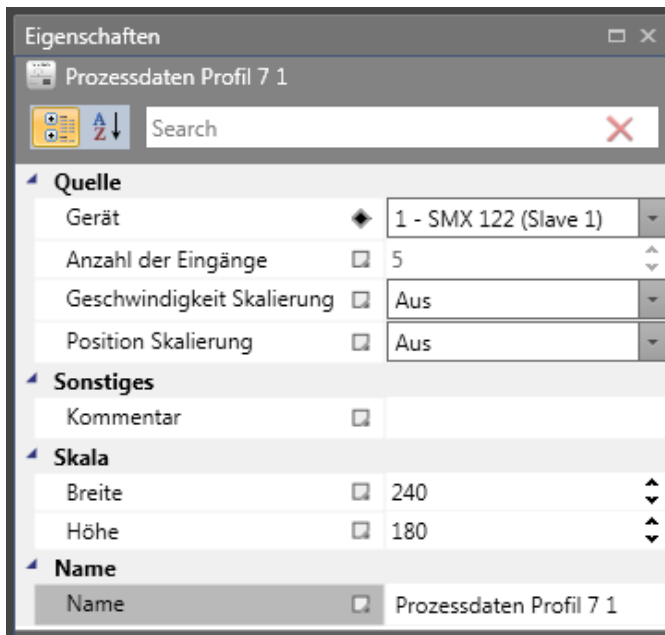 Eigenschaften
Prozessdaten Profil 7 1
A Z Search
Quelle
Gerät 1 - SMX 122 (Slave 1)
Anzahl der Eingänge 5
Geschwindigkeit Skalierung Aus
Position Skalierung Aus
Sonstiges
Kommentar
Skala
Breite 240
Höhe 180
Name
Name Prozessdaten Profil 7 1